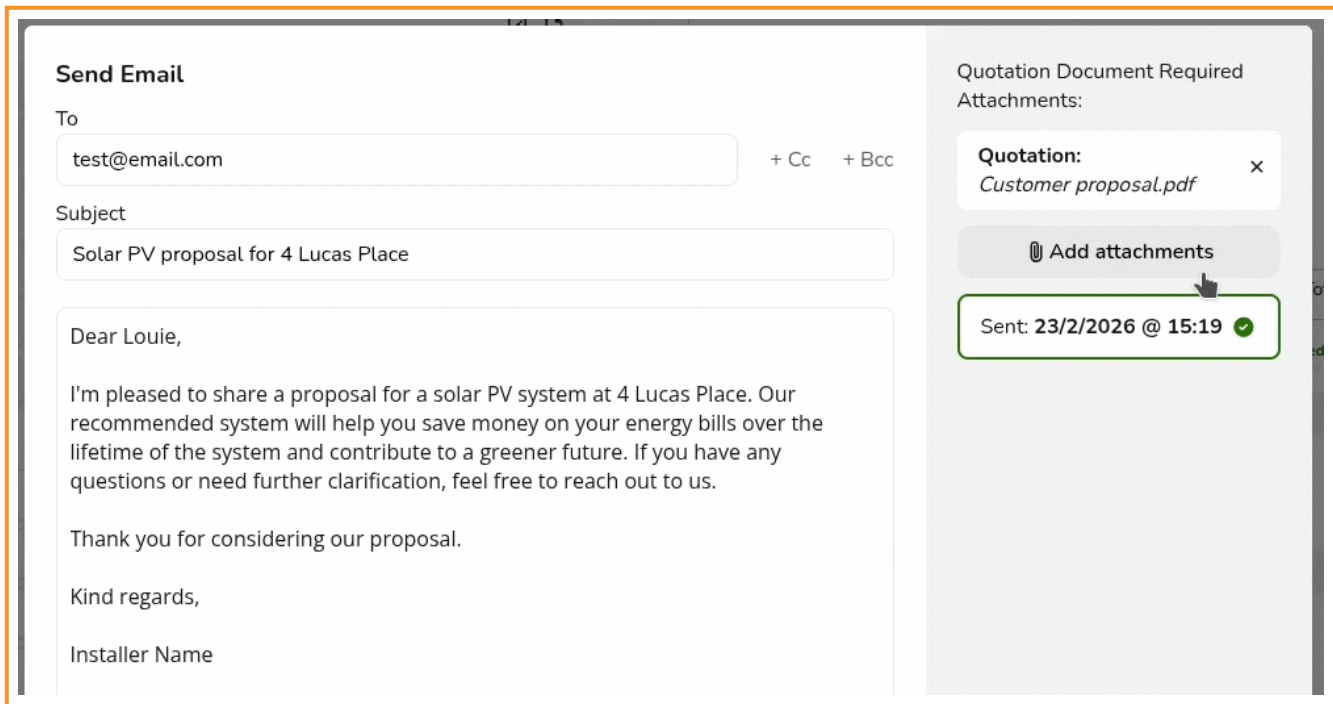 Send Email
To
test@email.com
+ Cc + Bcc
Subject
Solar PV proposal for 4 Lucas Place
Dear Louie,
I'm pleased to share a proposal for a solar PV system at 4 Lucas Place. Our
recommended system will help you save money on your energy bills over the
lifetime of the system and contribute to a greener future. If you have any
questions or need further clarification, feel free to reach out to us.
Thank you for considering our proposal.
Kind regards,
Installer Name
Quotation Document Required
Attachments:
Quotation:
Customer proposal.pdf
Add attachments
Sent: 23/2/2026 @ 15:19